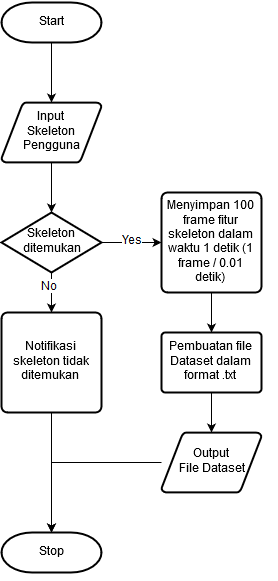 Start
Input
Skeleton
Pengguna
Skeleton
ditemukan
Yes
No
Menyimpan 100
frame fitur
skeleton dalam
waktu 1 detik (1
frame / 0.01
detik)
Notifikasi
skeleton tidak
ditemukan
Pembuatan file
Dataset dalam
format .txt
Output
File Dataset
Stop